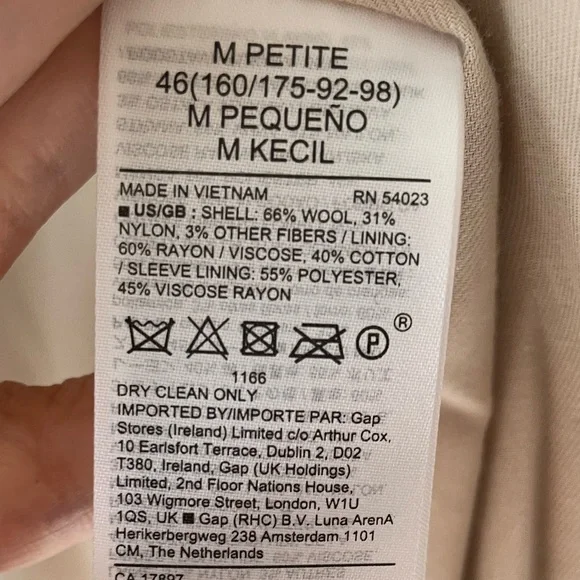 M PETITE
46(160/175-92-98)
M PEQUEÑO
M KECIL
MADE IN VIETNAM RN 54023
■ US/GB : SHELL: 66% WOOL, 31%
NYLON, 3% OTHER FIBERS / LINING:
60% RAYON / VISCOSE, 40% COTTON
/ SLEEVE LINING: 55% POLYESTER,
45% VISCOSE RAYON
P ®
1166
DRY CLEAN ONLY
IMPORTED BY/IMPORTE PAR: Gap
Stores (Ireland) Limited c/o Arthur Cox,
10 Earlsfort Terrace, Dublin 2, D02
T380, Ireland, Gap (UK Holdings)
Limited, 2nd Floor Nations House,
103 Wigmore Street, London, W1U
1QS, UK ■ Gap (RHC) B.V. Luna ArenA
Herikerbergweg 238 Amsterdam 1101
CM, The Netherlands
CA 17897